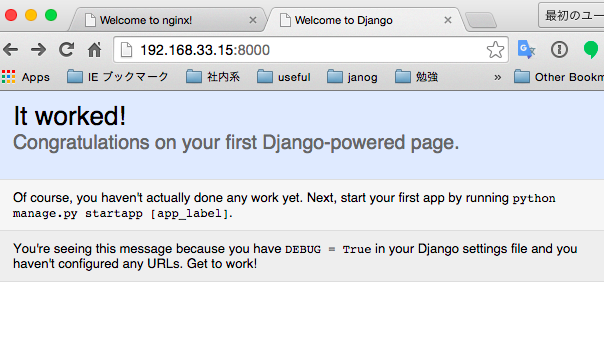 Welcome to nginx!
Welcome to Django
最初のユー
192.168.33.15:8000
Apps
IE ブックマーク
社内系
useful
janog
勉強
»
Other Bookm
It worked!
Congratulations on your first Django-powered page.
Of course, you haven't actually done any work yet. Next, start your first app by running python
manage.py startapp [app_label].
You're seeing this message because you have DEBUG = True in your Django settings file and you
haven't configured any URLs. Get to work!